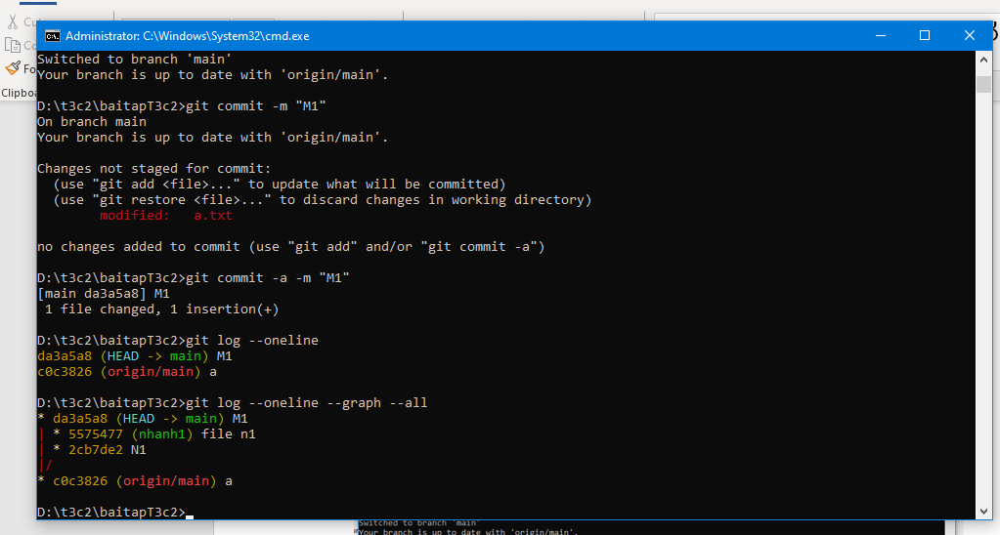 Cu
Co
Fo
Clipboa
Administrator: C:\Windows\System32\cmd.exe
Switched to branch 'main'
Your branch is up to date with 'origin/main'.
D:\t3c2\baitapT3c2>git commit -m "M1"
On branch main
Your branch is up to date with 'origin/main'.
Changes not staged for commit:
(use "git add <file>..." to update what will be committed)
(use "git restore <file>..." to discard changes in working directory)
modified: a.txt
no changes added to commit (use "git add" and/or "git commit -a")
D:\t3c2\baitapT3c2>git commit -a -m "M1"
[main da3a5a8] M1
1 file changed, 1 insertion(+)
D:\t3c2\baitapT3c2>git log --oneline
da3a5a8 (HEAD -> main) M1
c0c3826 (origin/main) a
D:\t3c2\baitapT3c2>git log --oneline --graph --all
* da3a5a8 (HEAD -> main) M1
| * 5575477 (nhanh1) file n1
| * 2cb7de2 N1
|/
* c0c3826 (origin/main) a
D:\t3c2\baitapT3c2>
Switched to branch 'main'
Your branch is up to date with 'origin/main'.